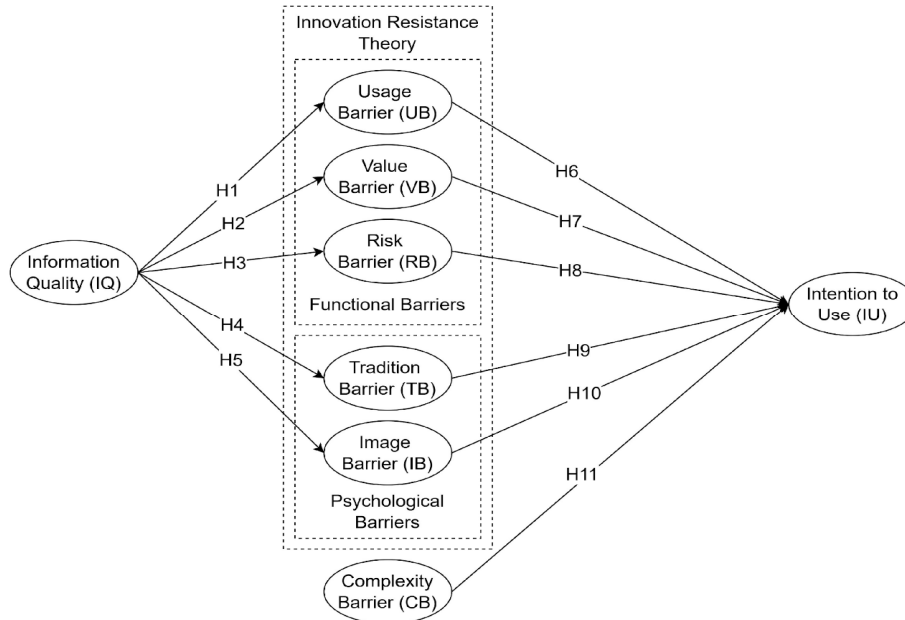 Innovation Resistance
Theory
Usage
Barrier (UB)
H6
Value
Barrier (VB)
H1
H7
H2
Risk
Barrier (RB)
Information
Quality (IQ)
H3
H8
Intention to
Use (IU)
Functional Barriers
H4
H9
H5
Tradition
Barrier (TB)
H10
Image
Barrier (IB)
H11
Psychological
Barriers
Complexity
Barrier (CB)